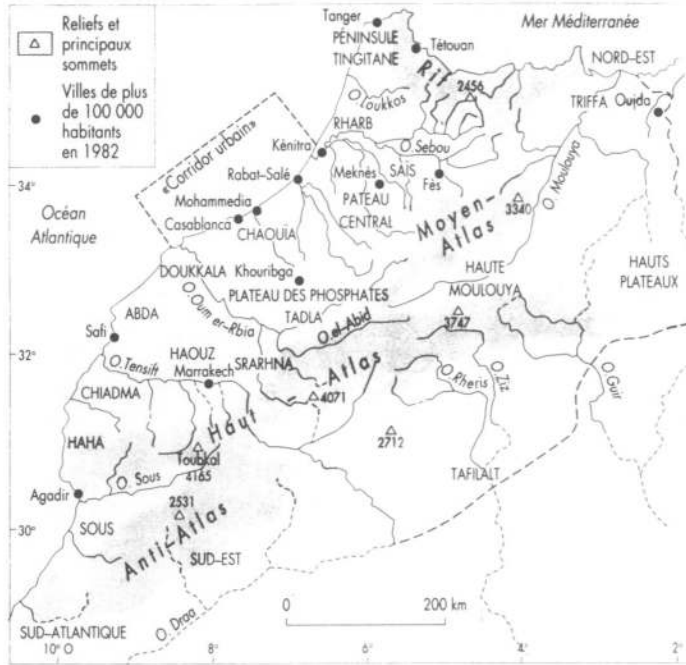 Reliefs et
principaux
sommets
Villes de plus
de 100 000
habitants
en 1982
Tanger
Mer Méditerranée
PÉNINSULE
TINGITANE
Tétouan
Rif
NORD-EST
2456
O. Loukkos
TRIFFA
Oujda
RHARB
«Corridor urbain»
Kénitra
O. Sebou
Rabat-Salé
Meknès
SAÏS
Fès
O. Moulouya
34°
PATEAU
CENTRAL
Mohammedia
Casablanca
CHAOUÏA
Océan
Atlantique
Moyen-
Atlas
3340
DOUKKALA
Khouribga
HAUTE
MOULOUYA
HAUTS
PLATEAUX
PLATEAU DES PHOSPHATES
TADLA
ABDA
O. Oum er-Rbia
O. el-Abid
3747
Safi
32°
O. Tensift
HAOUZ
Marrakech
SRARHNA
Atlas
O. Rheris
O. Ziz
O. Guir
CHIADMA
4071
Haut
HAHA
Toubkal
4165
2712
O. Sous
TAFILALT
Agadir
2531
30°
SOUS
Anti-Atlas
SUD-EST
O. Draa
0
200 km
SUD-ATLANTIQUE
10°
8°
6°
4°
2°